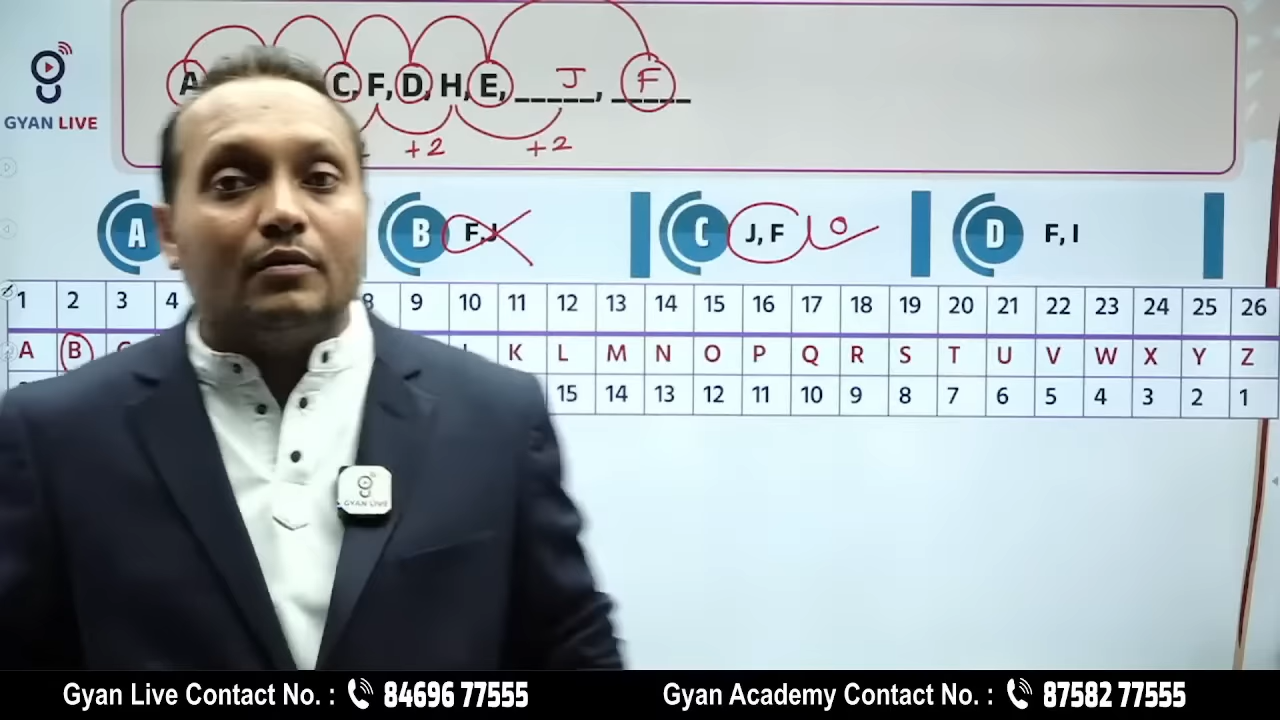 A C, F, D, H, E, _____, _____
J F
+2 +2
GYAN LIVE
A B F,J C J, F D F, I
1 2 3 4 8 9 10 11 12 13 14 15 16 17 18 19 20 21 22 23 24 25 26
A B K L M N O P Q R S T U V W X Y Z
15 14 13 12 11 10 9 8 7 6 5 4 3 2 1
GYAN LIVE
Gyan Live Contact No. : 84696 77555 Gyan Academy Contact No. : 87582 77555